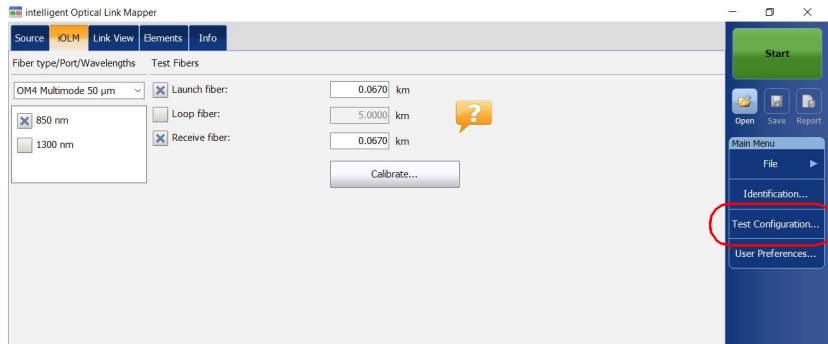 intelligent Optical Link Mapper
Source iOLM Link View Elements Info
Fiber type/Port/Wavelengths Test Fibers
OM4 Multimode 50 µm Launch fiber: 0.0670 km
850 nm Loop fiber: 5.0000 km
1300 nm Receive fiber: 0.0670 km
?
Calibrate...
Start
Open Save Report
Main Menu
File
Identification...
Test Configuration...
User Preferences...